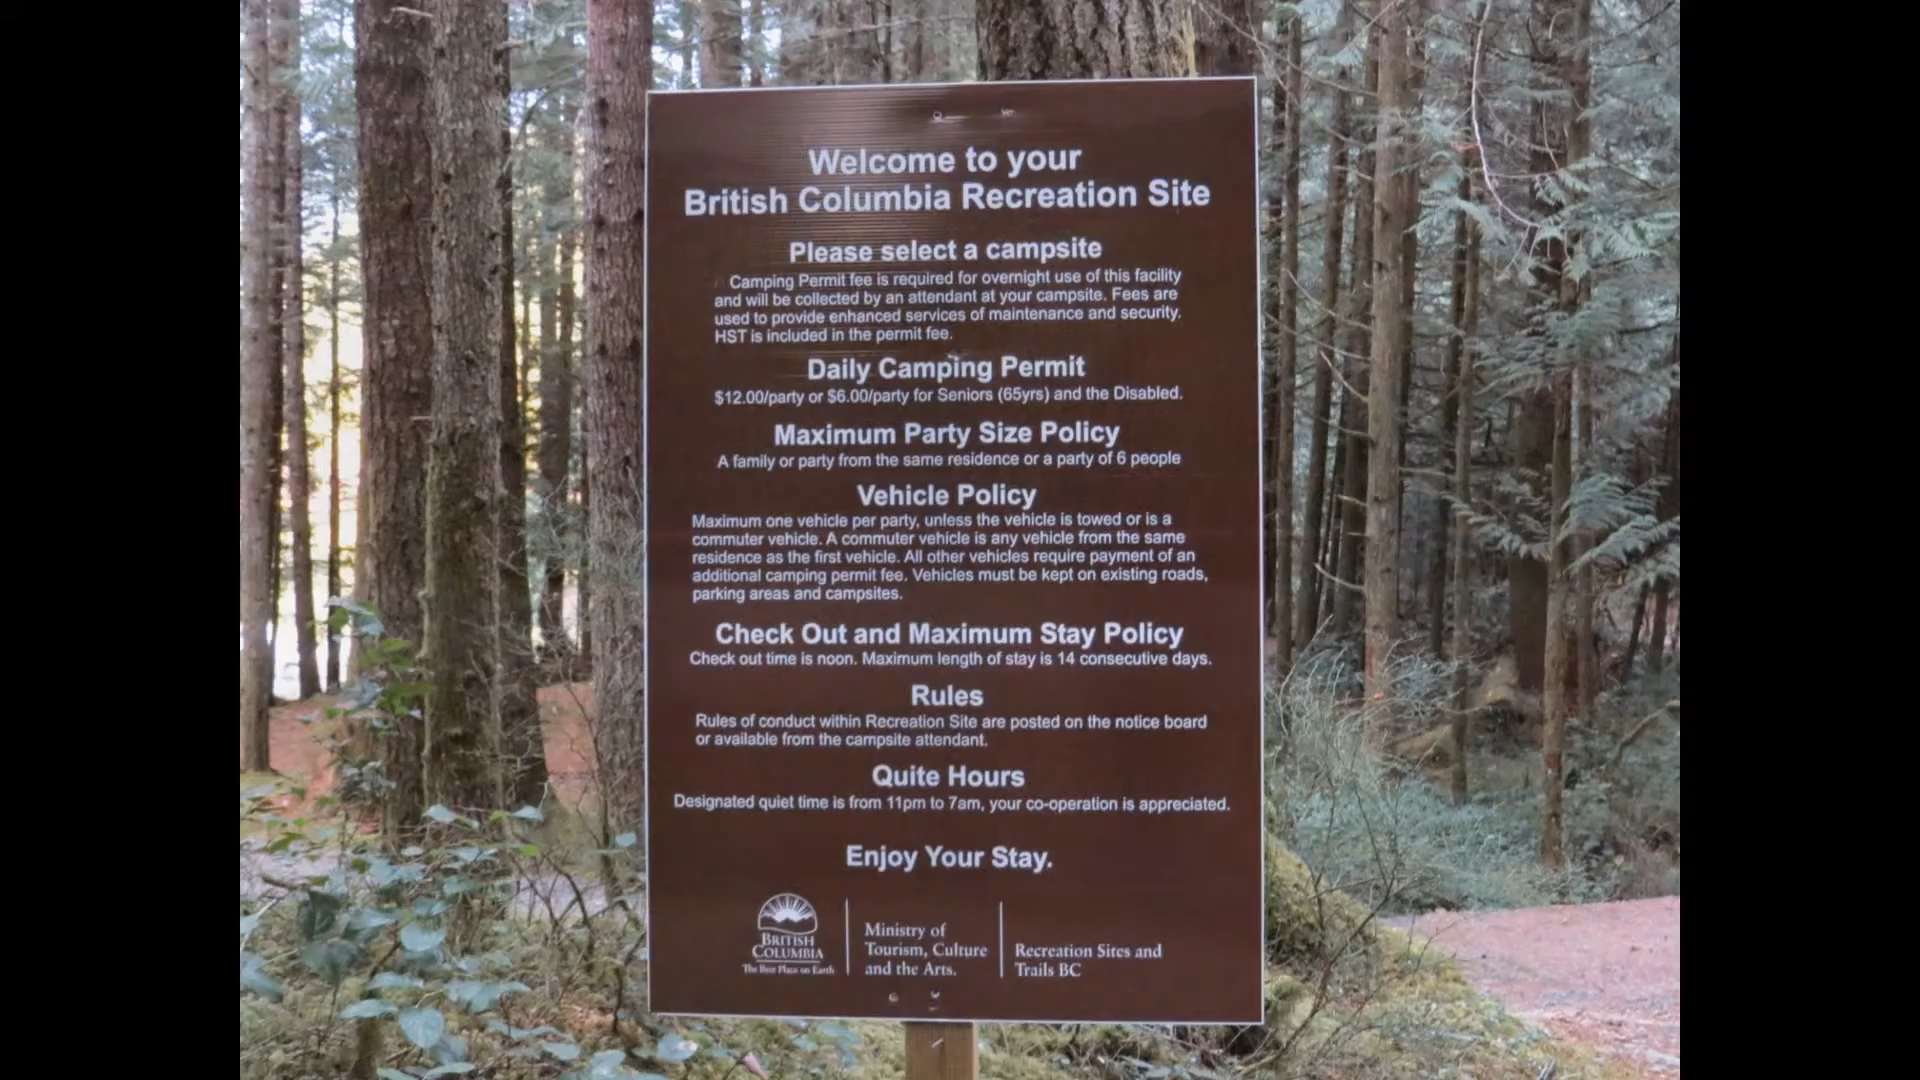 Welcome to your
British Columbia Recreation Site
Please select a campsite
Camping Permit fee is required for overnight use of this facility
and will be collected by an attendant at your campsite. Fees are
used to provide enhanced services of maintenance and security.
HST is included in the permit fee.
Daily Camping Permit
$12.00/party or $6.00/party for Seniors (65yrs) and the Disabled.
Maximum Party Size Policy
A family or party from the same residence or a party of 6 people
Vehicle Policy
Maximum one vehicle per party, unless the vehicle is towed or is a
commuter vehicle. A commuter vehicle is any vehicle from the same
residence as the first vehicle. All other vehicles require payment of an
additional camping permit fee. Vehicles must be kept on existing roads,
parking areas and campsites.
Check Out and Maximum Stay Policy
Check out time is noon. Maximum length of stay is 14 consecutive days.
Rules
Rules of conduct within Recreation Site are posted on the notice board
or available from the campsite attendant.
Quite Hours
Designated quiet time is from 11pm to 7am, your co-operation is appreciated.
Enjoy Your Stay.
BRITISH
COLUMBIA
The Best Place on Earth
Ministry of
Tourism, Culture
and the Arts.
Recreation Sites and
Trails BC